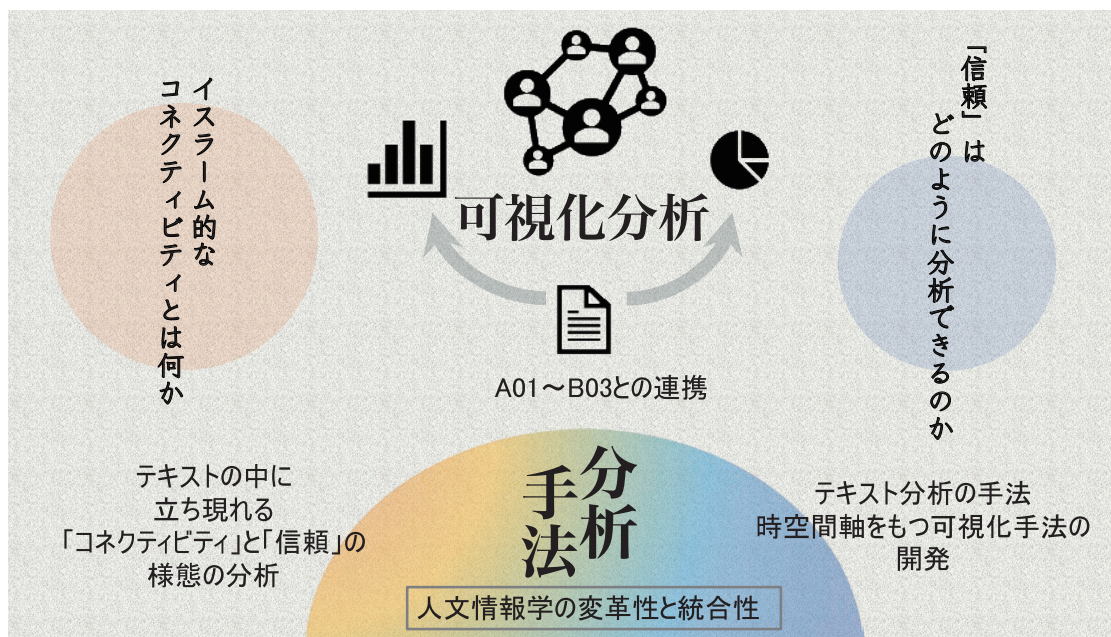 イスラーム的な
コネクティビティとは何か
「信頼」は
どのように分析できるのか
可視化分析
A01～B03との連携
テキストの中に
立ち現れる
「コネクティビティ」と「信頼」の
様態の分析
分析
手法
人文情報学の変革性と統合性
テキスト分析の手法
時空間軸をもつ可視化手法の
開発